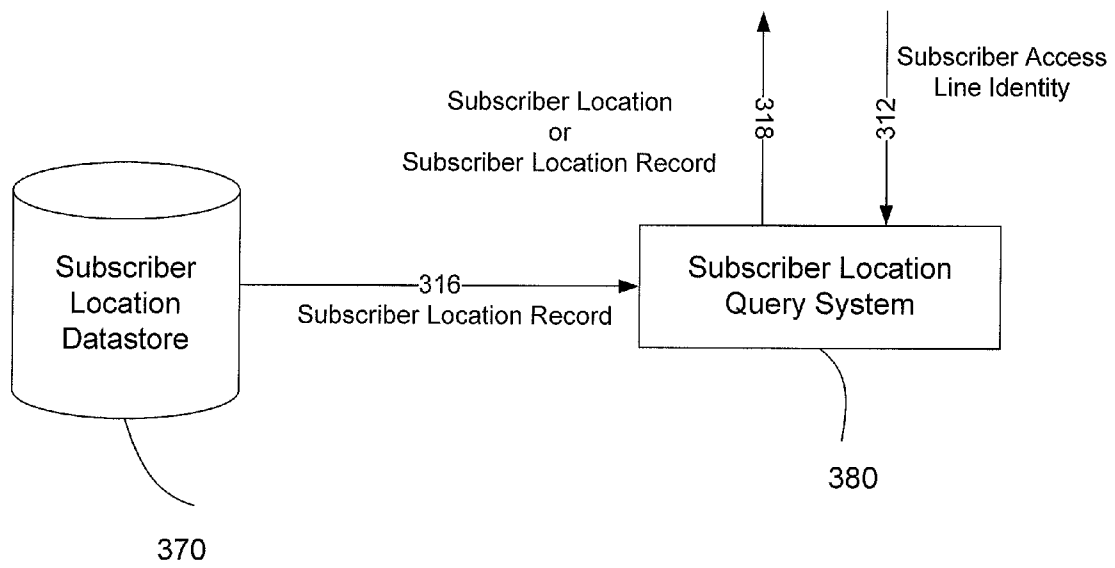 Subscriber Access
Line Identity
318
312
Subscriber Location
or
Subscriber Location Record
Subscriber
Location
Datastore
316
Subscriber Location Record
Subscriber Location
Query System
380
370